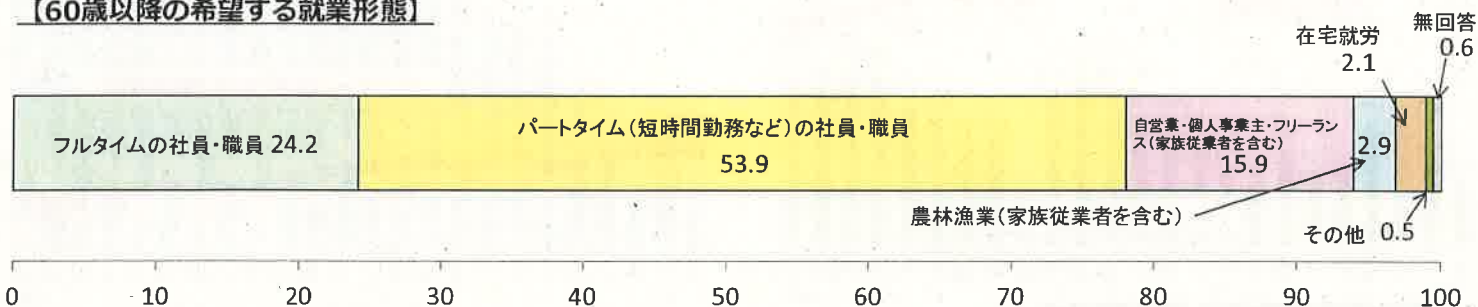 【60歳以降の希望する就業形態】
無回答
0.6
在宅就労
2.1
フルタイムの社員・職員 24.2
パートタイム(短時間勤務など)の社員・職員
53.9
自営業・個人事業主・フリーラン
ス(家族従業者を含む)
15.9
2.9
農林漁業(家族従業者を含む)
その他 0.5
0 10 20 30 40 50 60 70 80 90 100